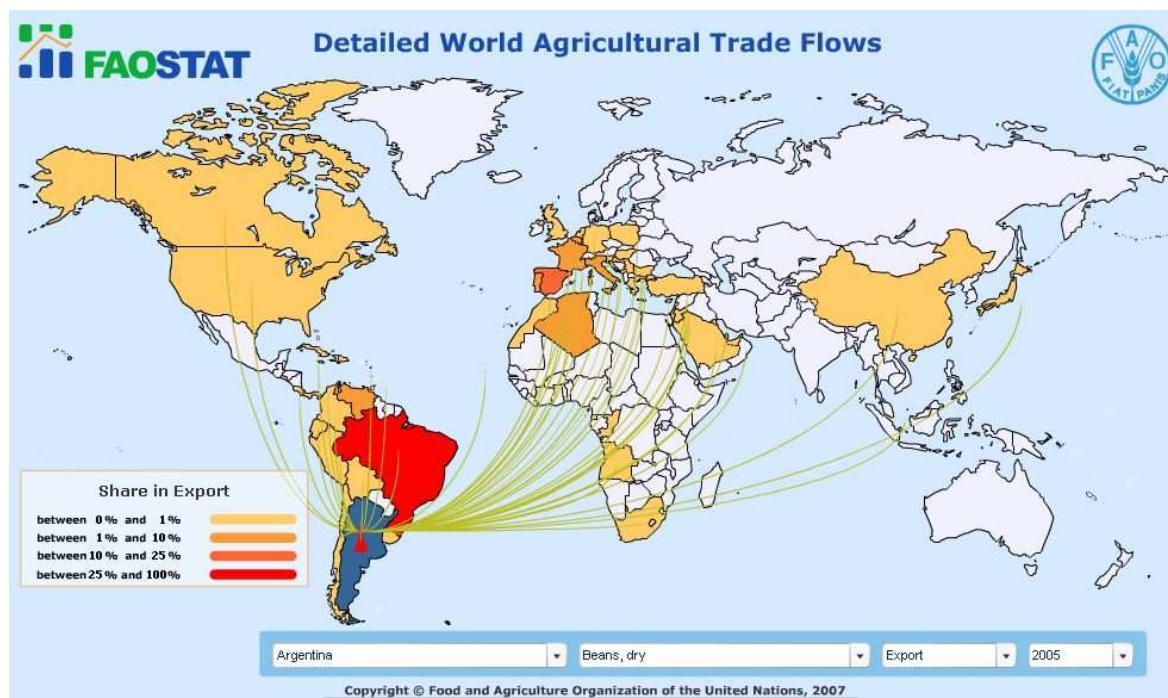 FAOSTAT
Detailed World Agricultural Trade Flows
F A O
FIAT PANIS
Share in Export
between 0% and 1%
between 1% and 10%
between 10% and 25%
between 25% and 100%
Argentina
Beans, dry
Export
2005
Copyright © Food and Agriculture Organization of the United Nations, 2007